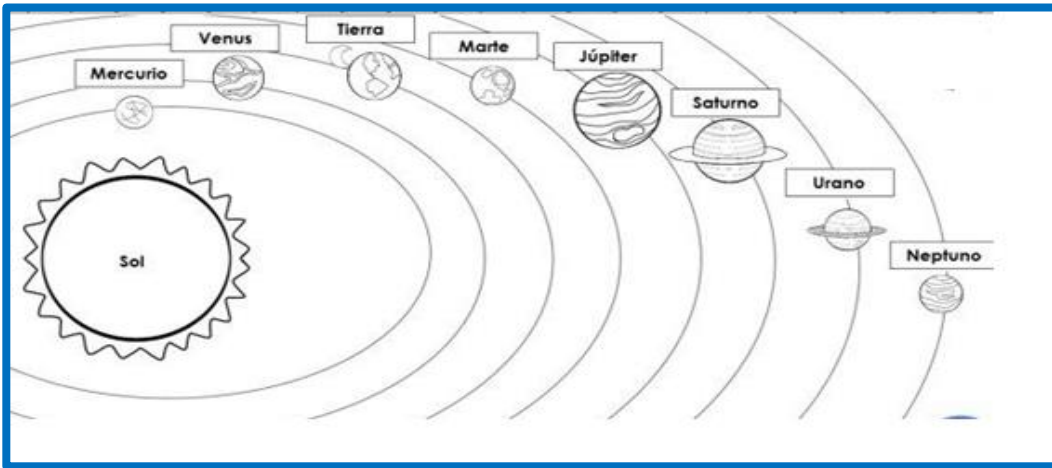 Mercurio
Venus
Tierra
Marte
Júpiter
Saturno
Urano
Neptuno
Sol